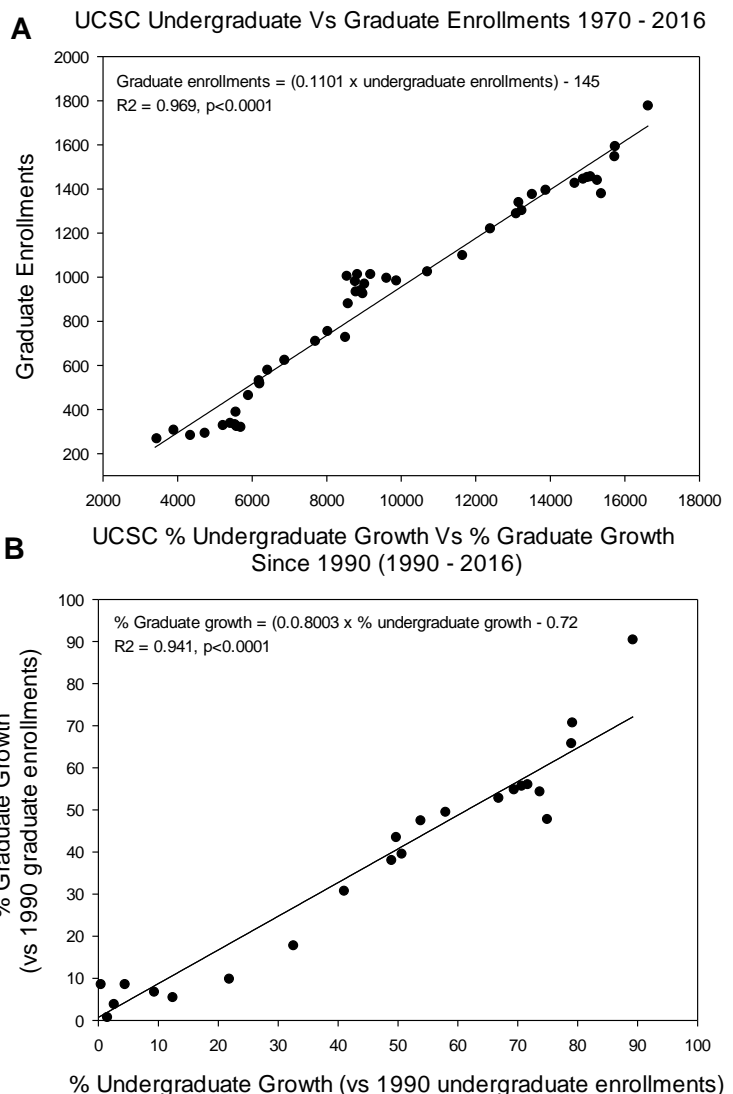 A
UCSC Undergraduate Vs Graduate Enrollments 1970 - 2016
2000
1800
1600
1400
1200
1000
800
600
400
200
Graduate Enrollments
Graduate enrollments = (0.1101 x undergraduate enrollments) - 145
R2 = 0.969, p<0.0001
2000 4000 6000 8000 10000 12000 14000 16000 18000
B
UCSC % Undergraduate Growth Vs % Graduate Growth
Since 1990 (1990 - 2016)
100
90
80
70
60
50
40
30
20
10
0
% Graduate Growth
(vs 1990 graduate enrollments)
% Graduate growth = (0.0.8003 x % undergraduate growth - 0.72
R2 = 0.941, p<0.0001
0 10 20 30 40 50 60 70 80 90 100
% Undergraduate Growth (vs 1990 undergraduate enrollments)